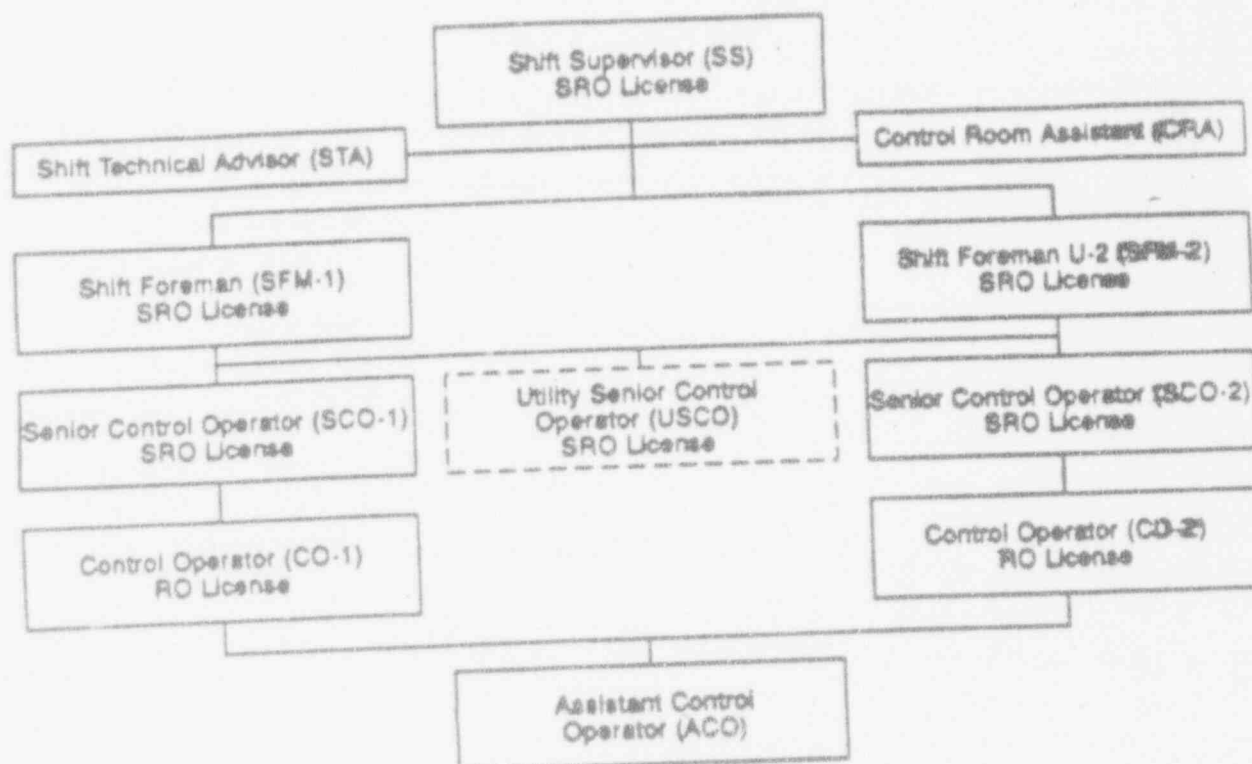 Shift Supervisor (SS)
SRO License
Shift Technical Advisor (STA)
Control Room Assistant (CRA)
Shift Foreman (SFM-1)
SRO License
Shift Foreman U-2 (SFM-2)
SRO License
Senior Control Operator (SCO-1)
SRO License
Utility Senior Control
Operator (USCO)
SRO License
Senior Control Operator (SCO-2)
SRO License
Control Operator (CO-1)
RO License
Control Operator (CO-2)
RO License
Assistant Control
Operator (ACO)